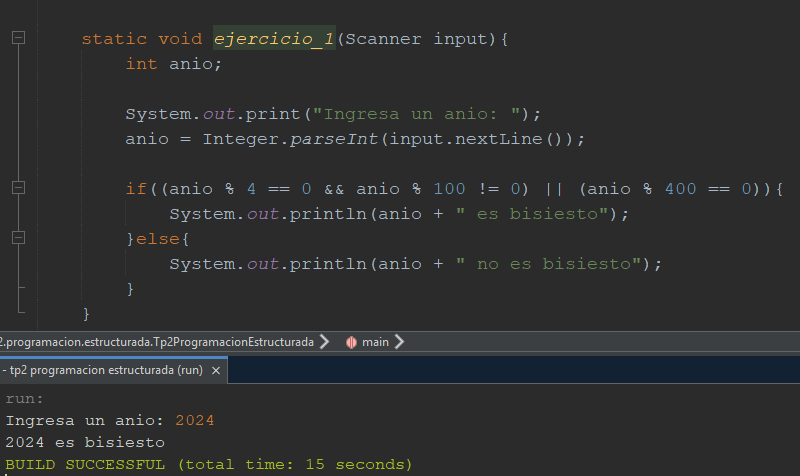 static void ejercicio_1(Scanner input){
int anio;
System.out.print("Ingresa un anio: ");
anio = Integer.parseInt(input.nextLine());
if((anio % 4 == 0 && anio % 100 != 0) || (anio % 400 == 0)){
System.out.println(anio + " es bisiesto");
}else{
System.out.println(anio + " no es bisiesto");
}
}
2.programacion.estructurada.Tp2ProgramacionEstructurada main
- tp2 programacion estructurada (run) ×
run:
Ingresa un anio: 2024
2024 es bisiesto
BUILD SUCCESSFUL (total time: 15 seconds)